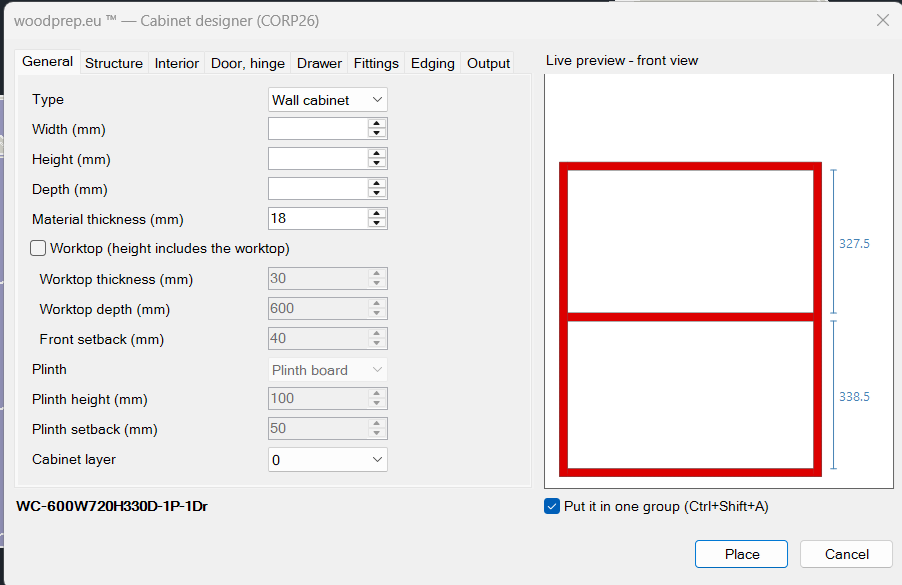 woodprep.eu ™ — Cabinet designer (CORP26)
General Structure Interior Door, hinge Drawer Fittings Edging Output
Live preview - front view
Type Wall cabinet
Width (mm)
Height (mm)
Depth (mm)
Material thickness (mm) 18
Worktop (height includes the worktop)
Worktop thickness (mm) 30
Worktop depth (mm) 600
Front setback (mm) 40
Plinth Plinth board
Plinth height (mm) 100
Plinth setback (mm) 50
Cabinet layer 0
327.5
338.5
WC-600W720H330D-1P-1Dr
Put it in one group (Ctrl+Shift+A)
Place Cancel